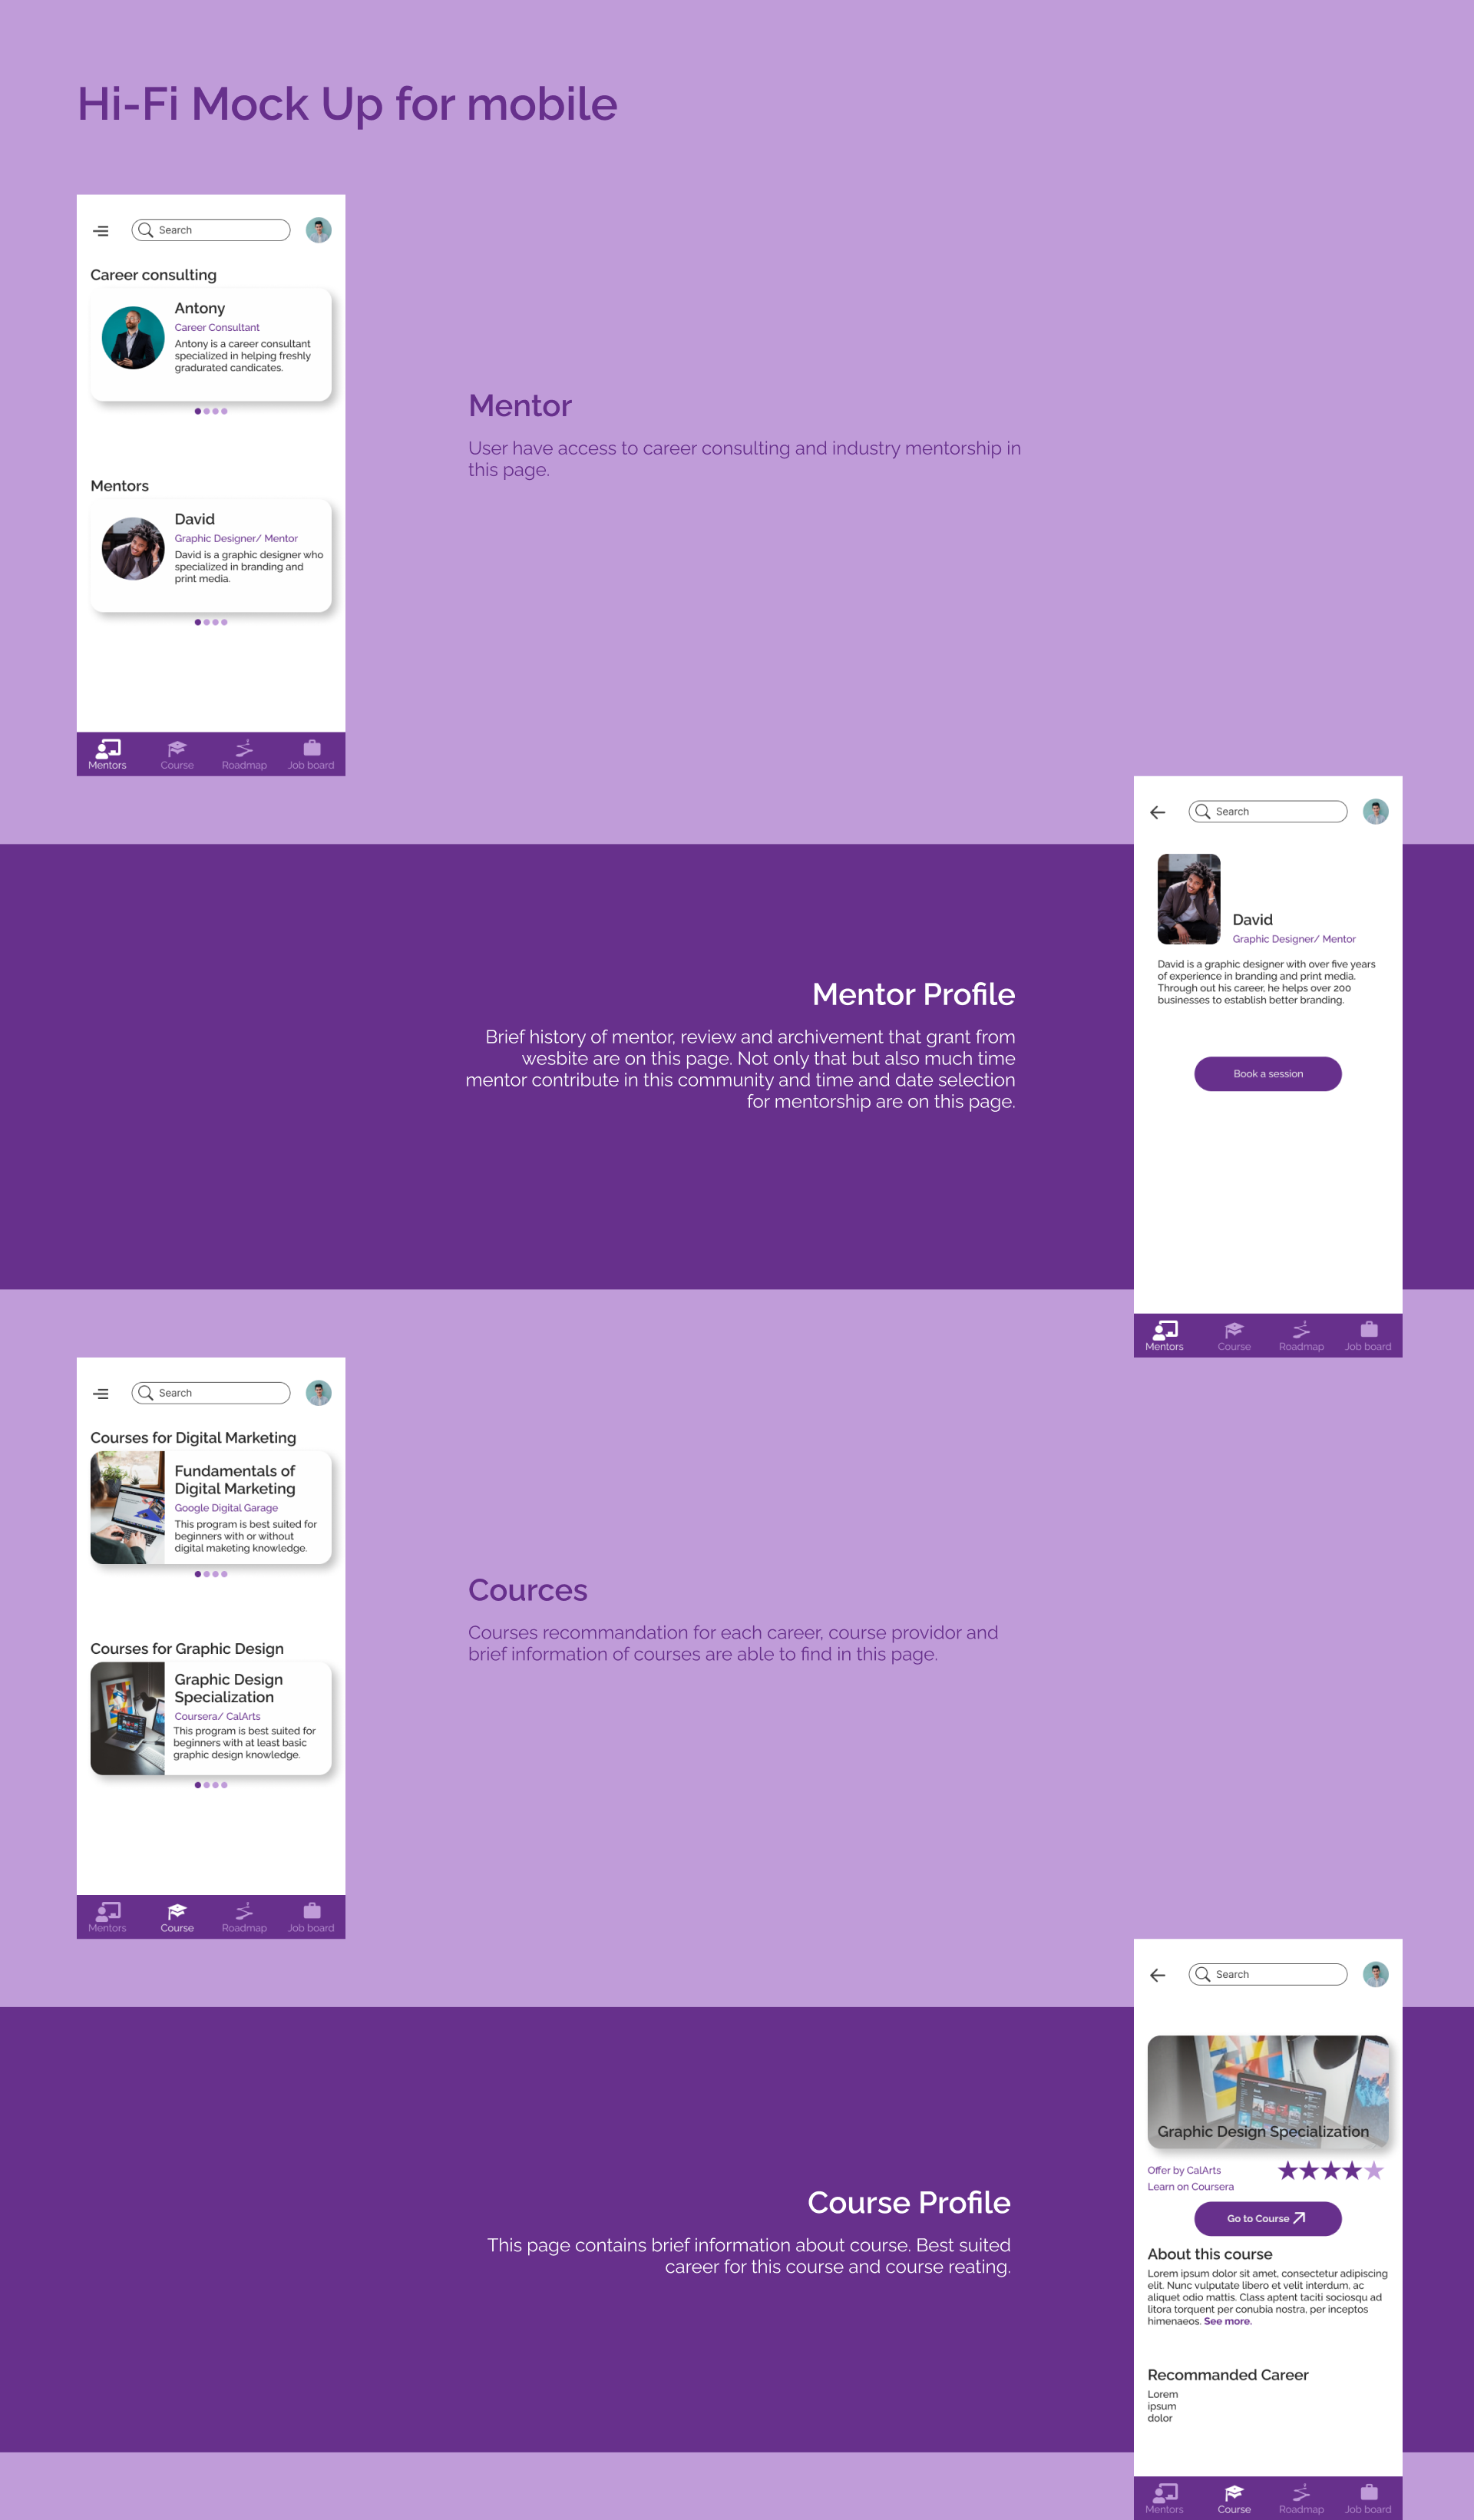 Hi-Fi Mock Up for mobile
Search
Career consulting
Antony
Career Consultant
Antony is a career consultant
specialized in helping freshly
gradurated candicates.
Mentors
David
Graphic Designer/ Mentor
David is a graphic designer who
specialized in branding and
print media.
Mentors
Course
Roadmap
Job board
Mentor
User have access to career consulting and industry mentorship in
this page.
Mentor Profile
Brief history of mentor, review and archivement that grant from
wesbite are on this page. Not only that but also much time
mentor contribute in this community and time and date selection
for mentorship are on this page.
Search
David
Graphic Designer/ Mentor
David is a graphic designer with over five years
of experience in branding and print media.
Through out his career, he helps over 200
businesses to establish better branding.
Book a session
Mentors
Course
Roadmap
Job board
Search
Courses for Digital Marketing
Fundamentals of
Digital Marketing
Google Digital Garage
This program is best suited for
beginners with or without
digital maketing knowledge.
Courses for Graphic Design
Graphic Design
Specialization
Coursera/ CalArts
This program is best suited for
beginners with at least basic
graphic design knowledge.
Mentors
Course
Roadmap
Job board
Cources
Courses recommandation for each career, course providor and
brief information of courses are able to find in this page.
Course Profile
This page contains brief information about course. Best suited
career for this course and course reating.
Search
Graphic Design Specialization
Offer by CalArts
Learn on Coursera
Go to Course
About this course
Lorem ipsum dolor sit amet, consectetur adipiscing
elit. Nunc vulputate libero et velit interdum, ac
aliquet odio mattis. Class aptent taciti sociosqu ad
litora torquent per conubia nostra, per inceptos
himenaeos. See more.
Recommanded Career
Lorem
ipsum
dolor
Mentors
Course
Roadmap
Job board